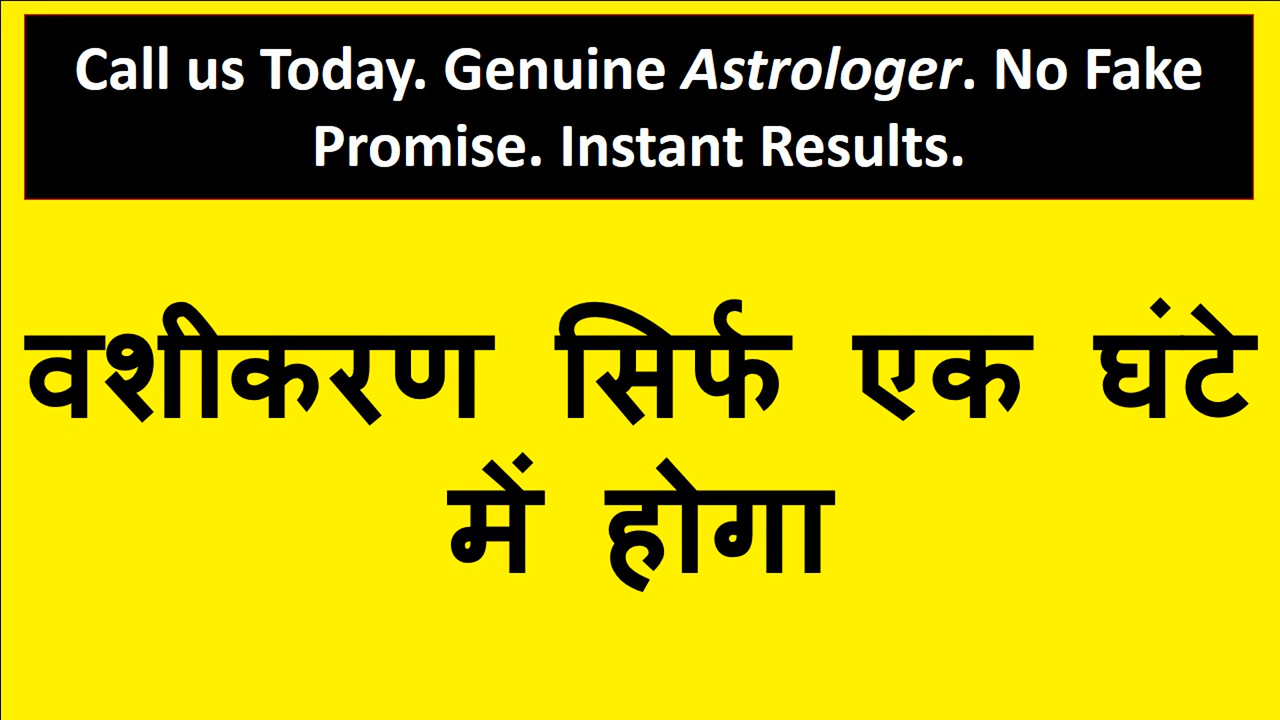 Call us Today. Genuine Astrologer. No Fake
Promise. Instant Results.
वशीकरण सिर्फ एक घंटे
में होगा